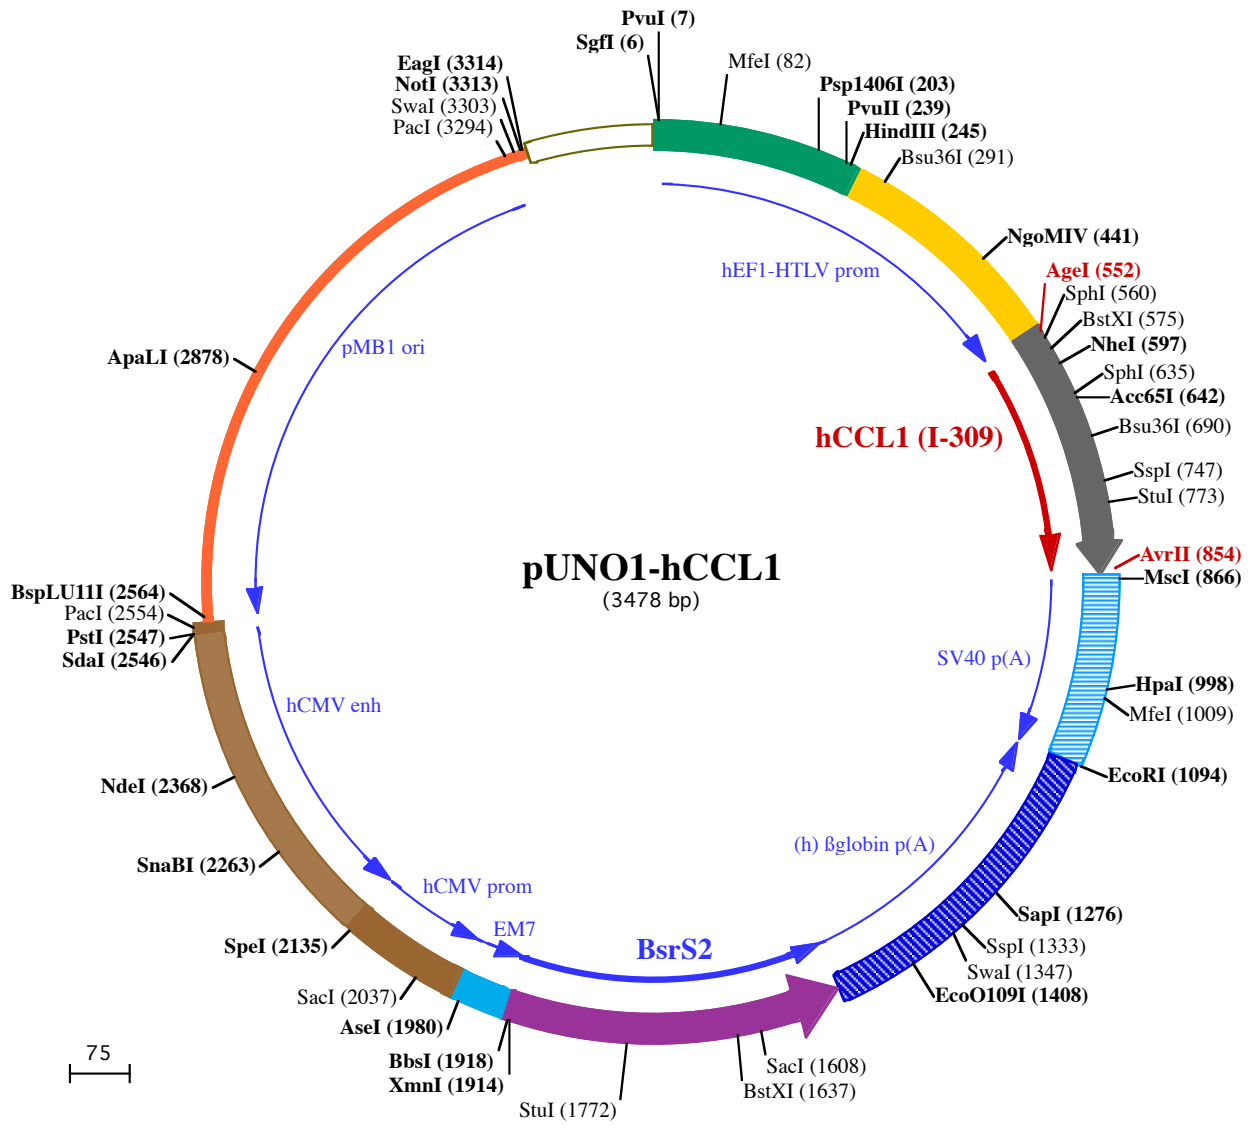 PvuI (7)
SgfI (6)
MfeI (82)
EagI (3314)
NotI (3313)
SwaI (3303)
PacI (3294)
Psp1406I (203)
PvuII (239)
HindIII (245)
Bsu36I (291)
NgoMIV (441)
hEF1-HTLV prom
AgeI (552)
SphI (560)
BstXI (575)
NheI (597)
pMB1 ori
ApaLI (2878)
SphI (635)
Acc65I (642)
Bsu36I (690)
hCCL1 (I-309)
SspI (747)
StuI (773)
AvrII (854)
MscI (866)
pUNO1-hCCL1
(3478 bp)
BspLU11I (2564)
PacI (2554)
PstI (2547)
SdaI (2546)
SV40 p(A)
HpaI (998)
MfeI (1009)
hCMV enh
EcoRI (1094)
NdeI (2368)
(h) ßglobin p(A)
SnaBI (2263)
hCMV prom
SapI (1276)
EM7
BsrS2
SpeI (2135)
SspI (1333)
SwaI (1347)
EcoO109I (1408)
SacI (2037)
AseI (1980)
BbsI (1918)
XmnI (1914)
SacI (1608)
BstXI (1637)
StuI (1772)
75